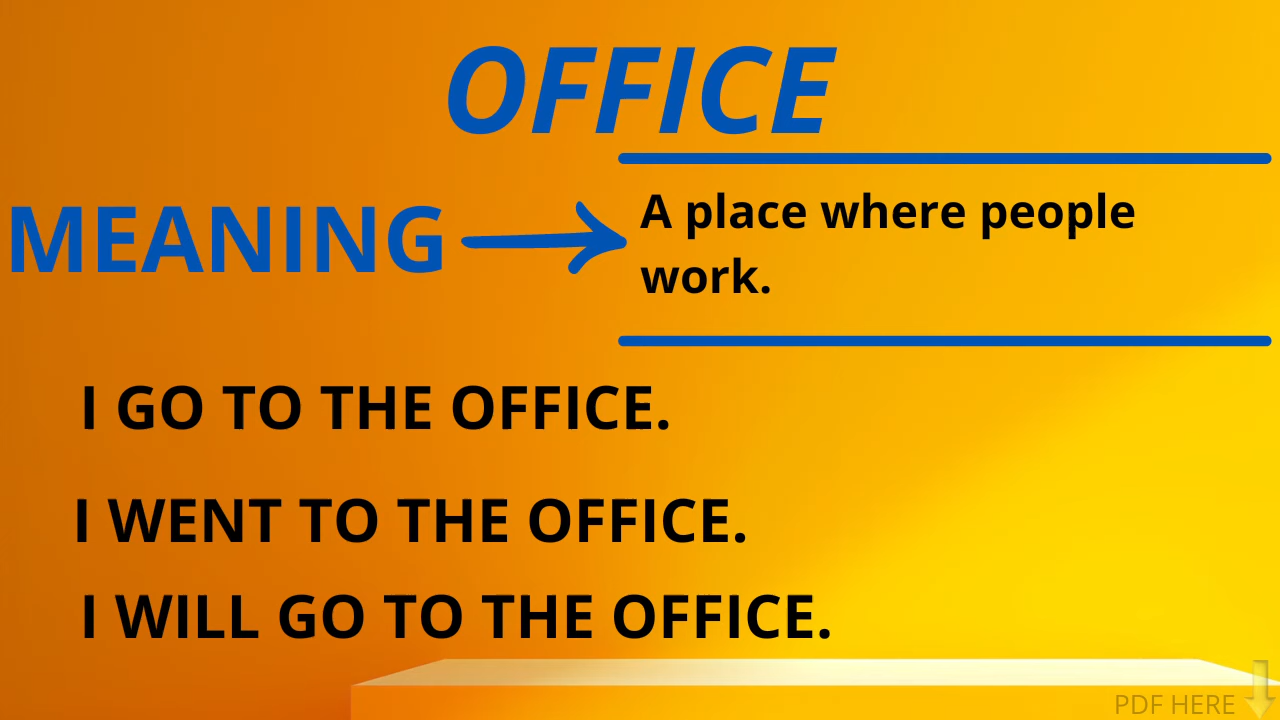 OFFICE
MEANING
A place where people
work.
I GO TO THE OFFICE.
I WENT TO THE OFFICE.
I WILL GO TO THE OFFICE.
PDF HERE